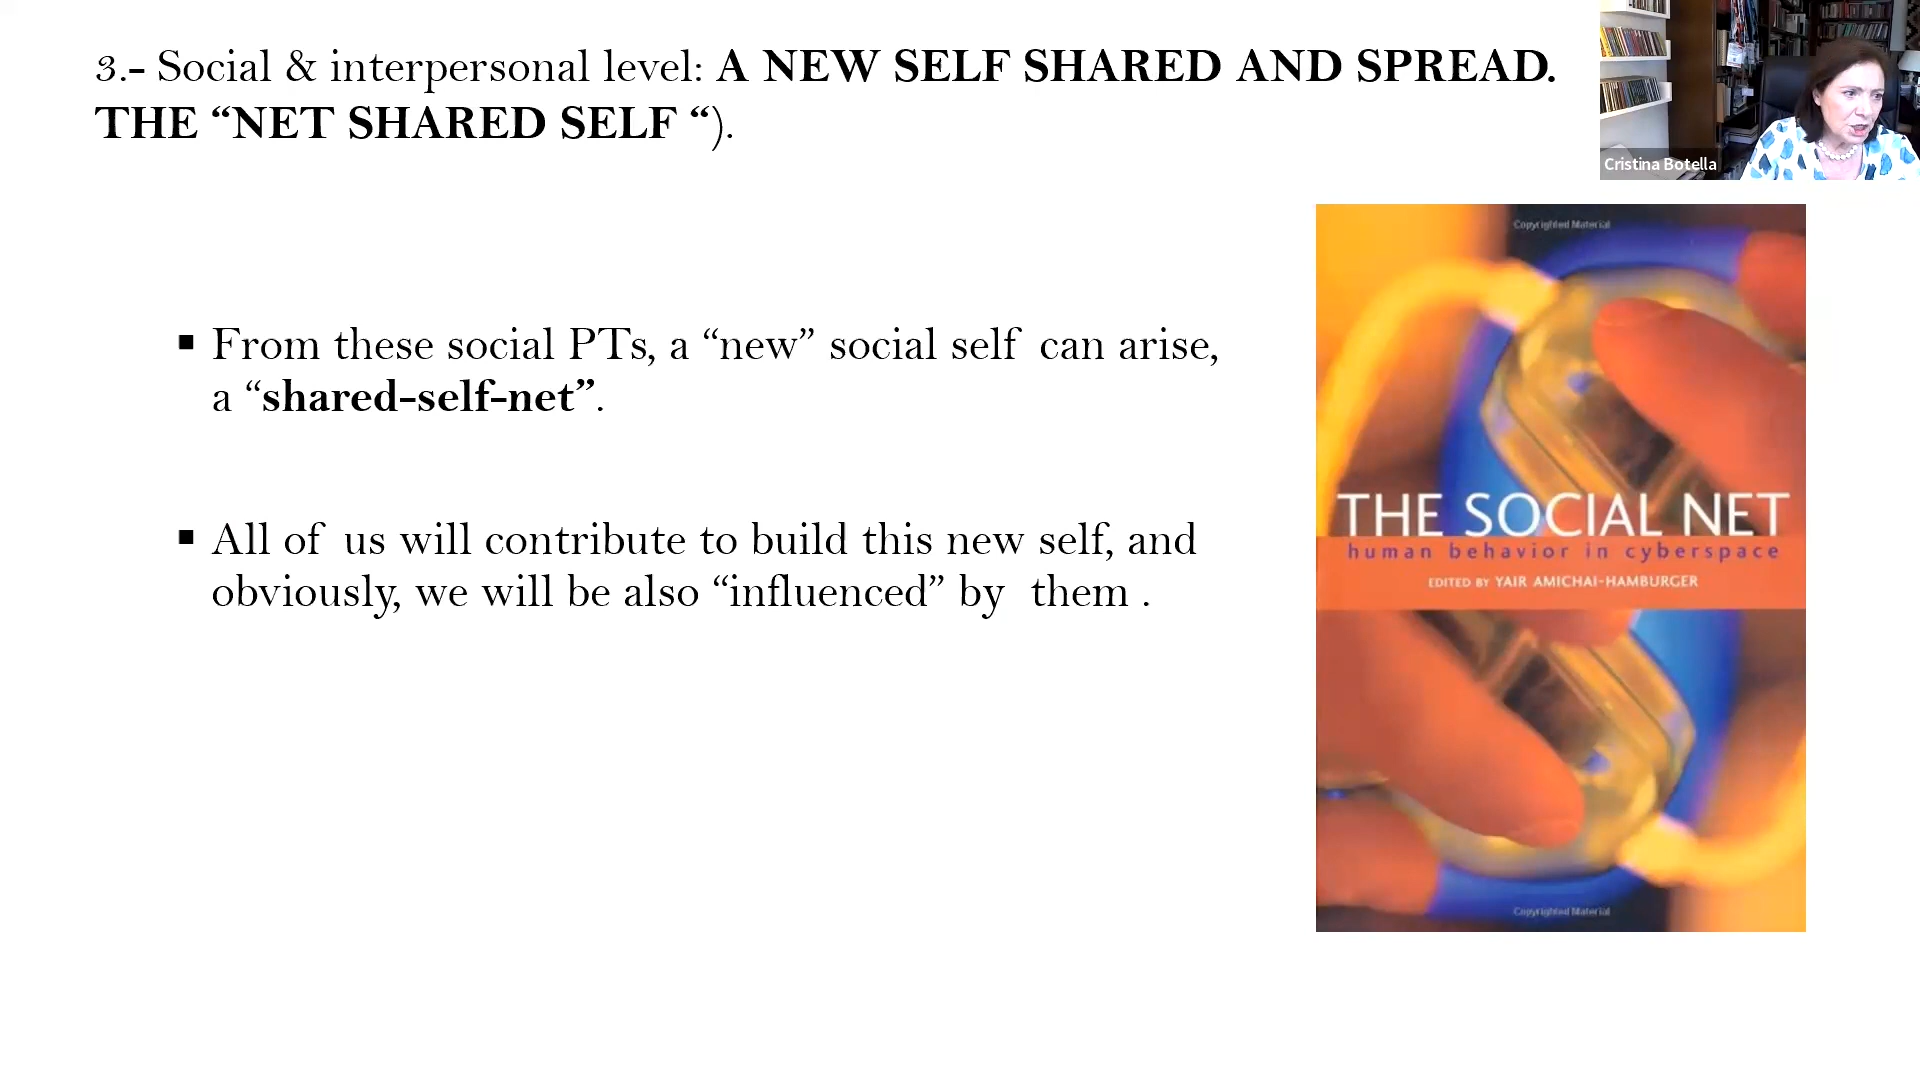 3.- Social & interpersonal level: A NEW SELF SHARED AND SPREAD.
THE “NET SHARED SELF “).
Cristina Botella
▪ From these social PTs, a “new” social self can arise,
a “shared-self-net”.
▪ All of us will contribute to build this new self, and
obviously, we will be also “influenced” by them .
Copyrighted Material
THE SOCIAL NET
human behavior in cyberspace
EDITED BY YAIR AMICHAI-HAMBURGER
Copyrighted Material